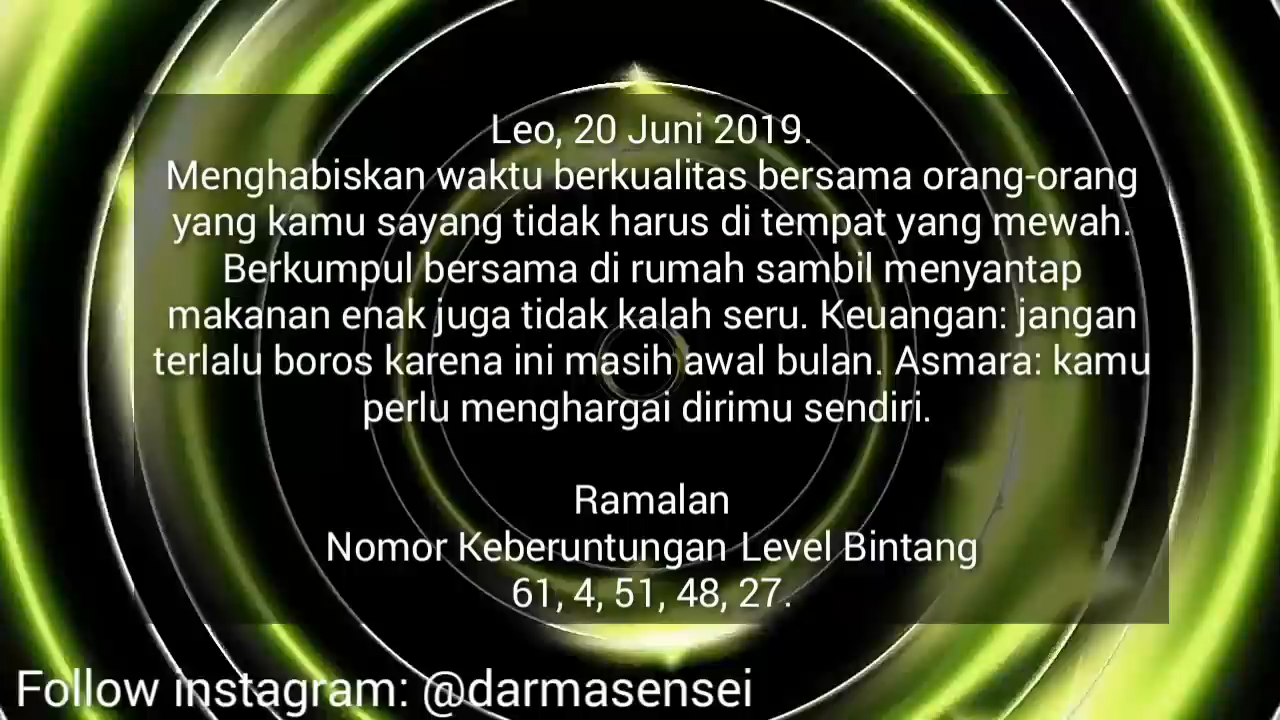 Leo, 20 Juni 2019.
Menghabiskan waktu berkualitas bersama orang-orang
yang kamu sayang tidak harus di tempat yang mewah.
Berkumpul bersama di rumah sambil menyantap
makanan enak juga tidak kalah seru. Keuangan: jangan
terlalu boros karena ini masih awal bulan. Asmara: kamu
perlu menghargai dirimu sendiri.
Ramalan
Nomor Keberuntungan Level Bintang
61, 4, 51, 48, 27.
Follow instagram: @darmasensei